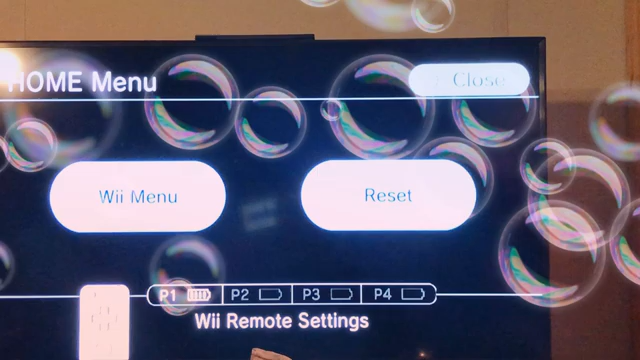 HOME Menu
Close
Wii Menu
Reset
P1 P2 P3 P4
Wii Remote Settings